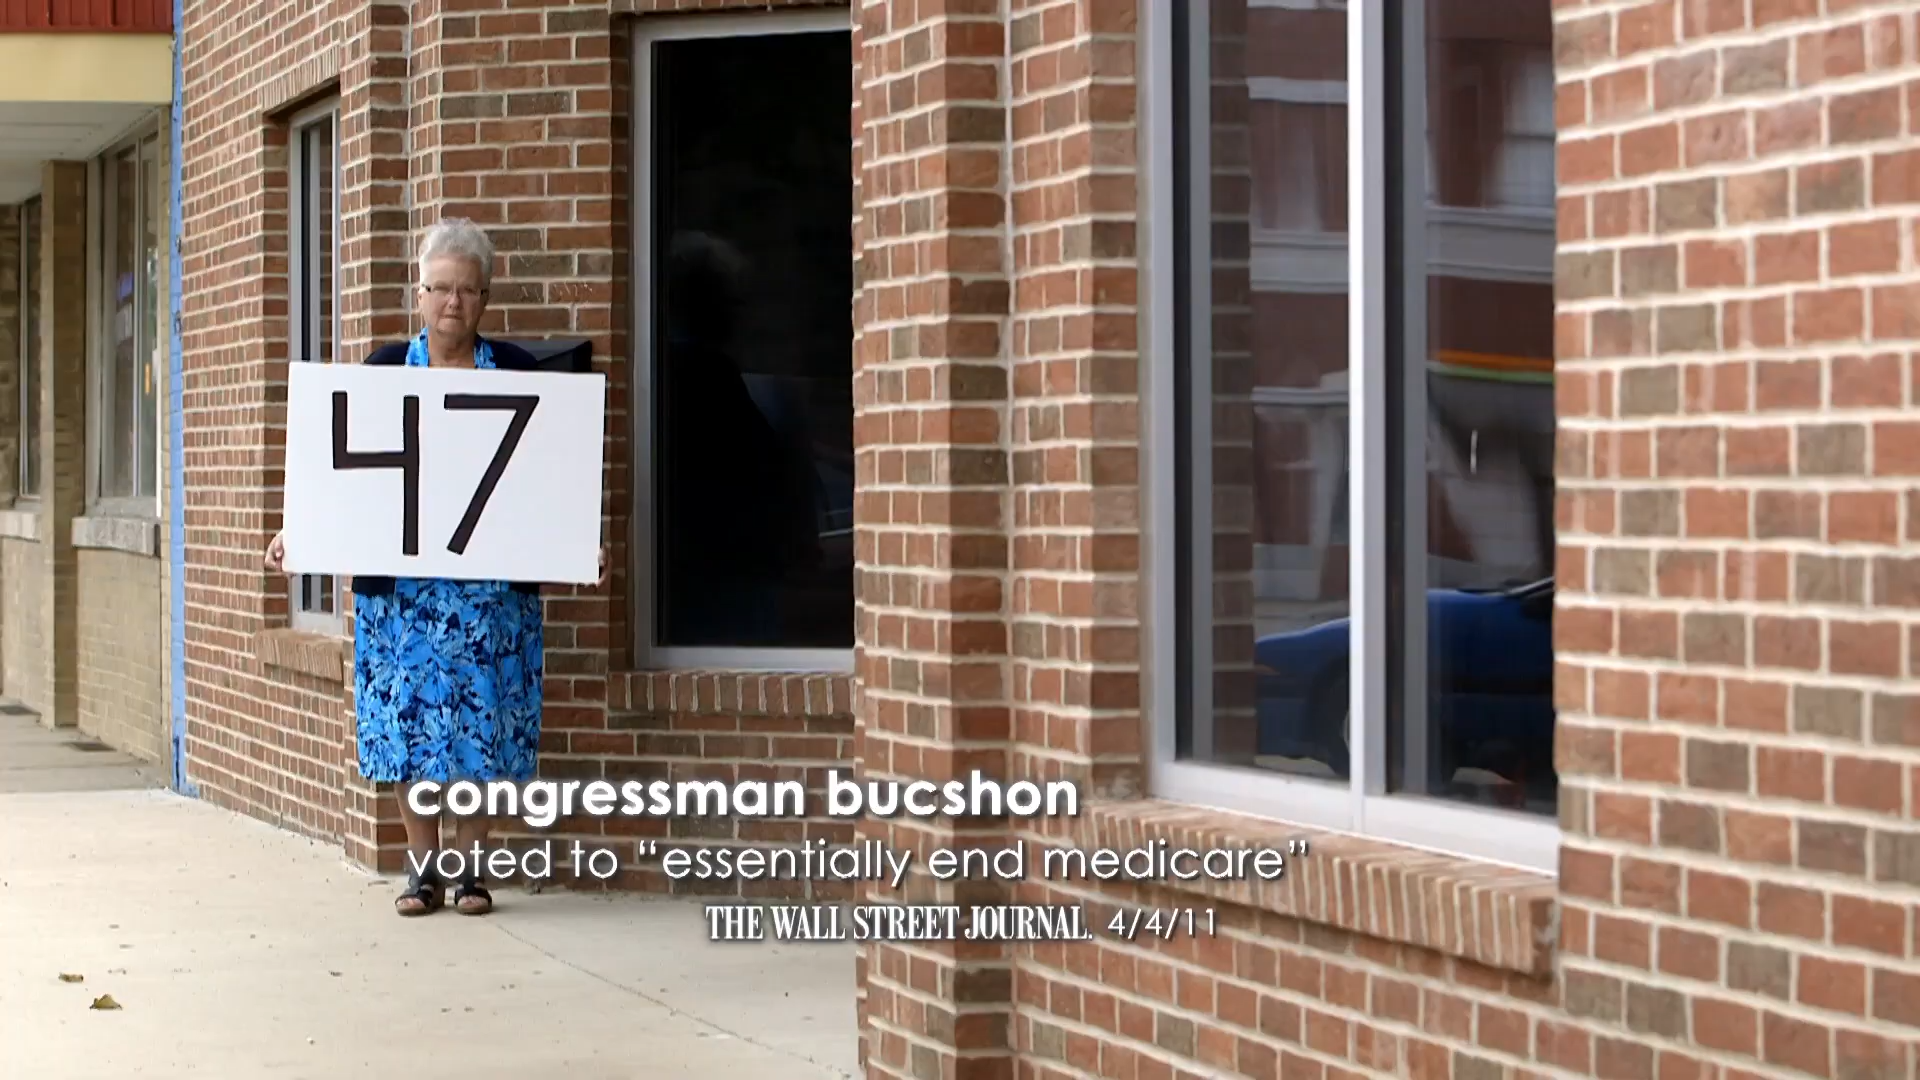 47
congressman bucshon
voted to “essentially end medicare”
THE WALL STREET JOURNAL. 4/4/11